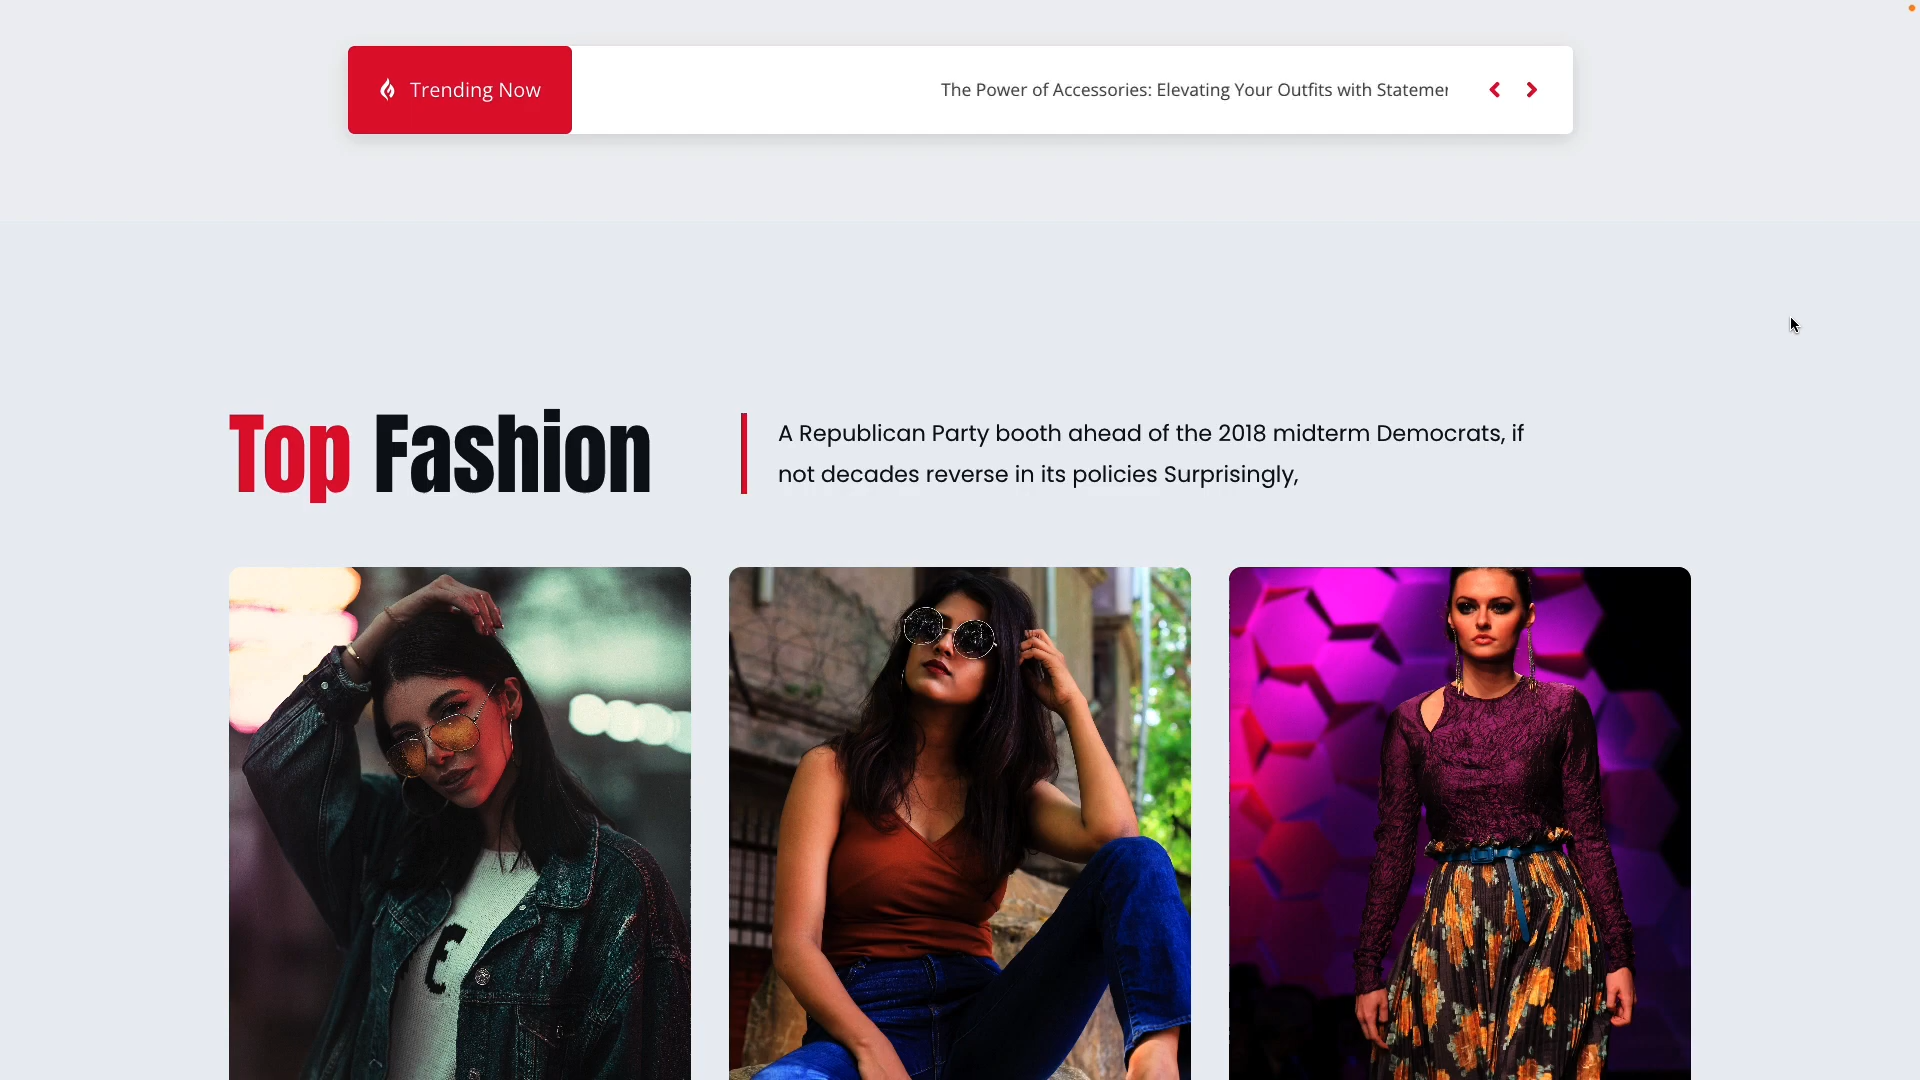 Trending Now
The Power of Accessories: Elevating Your Outfits with
Top Fashion
A Republican Party booth ahead of the 2018 midterm Democrats, if
not decades reverse in its policies Surprisingly,
E